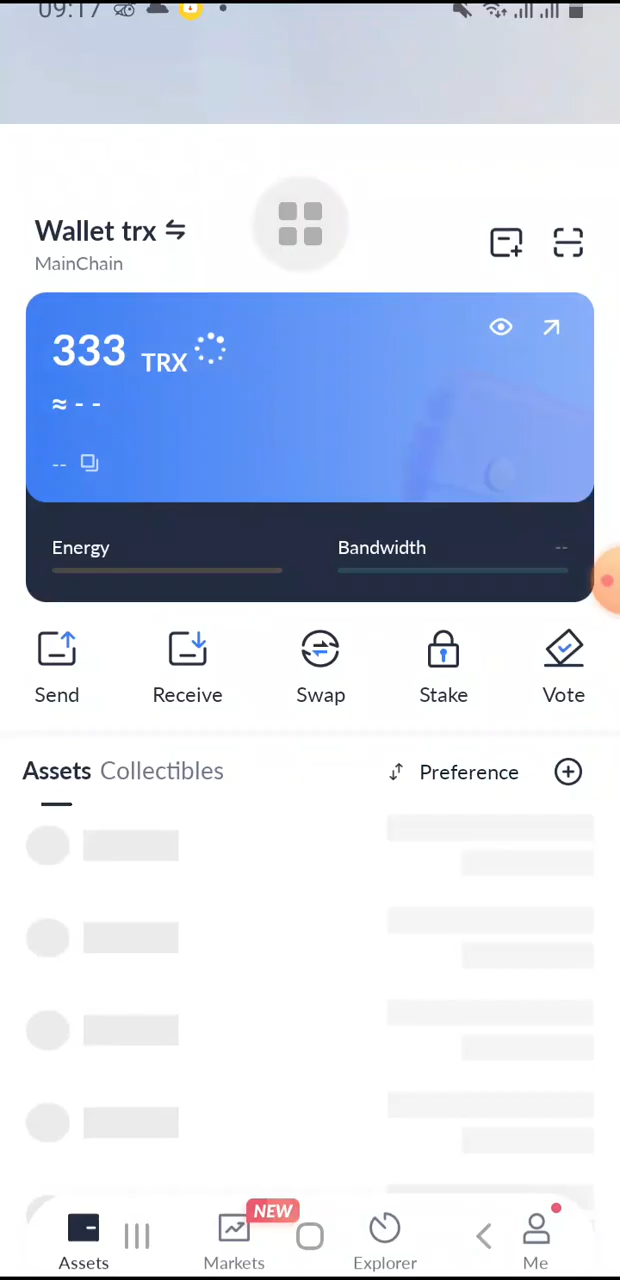 09:17
Wallet trx
MainChain
333 TRX
≈ - -
--
Energy
Bandwidth --
Send Receive Swap Stake Vote
Assets Collectibles Preference
NEW
Assets Markets Explorer Me